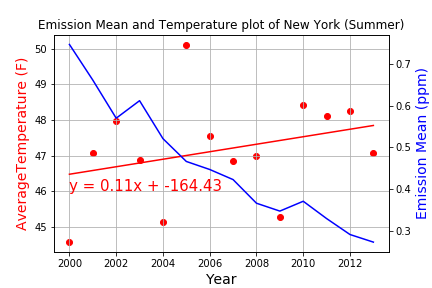 Emission Mean and Temperature plot of New York (Summer)
AverageTemperature (F)
50
49
48
47
46
45
y = 0.11x + -164.43
0.7
0.6
0.5
0.4
0.3
Emission Mean (ppm)
2000 2002 2004 2006 2008 2010 2012
Year